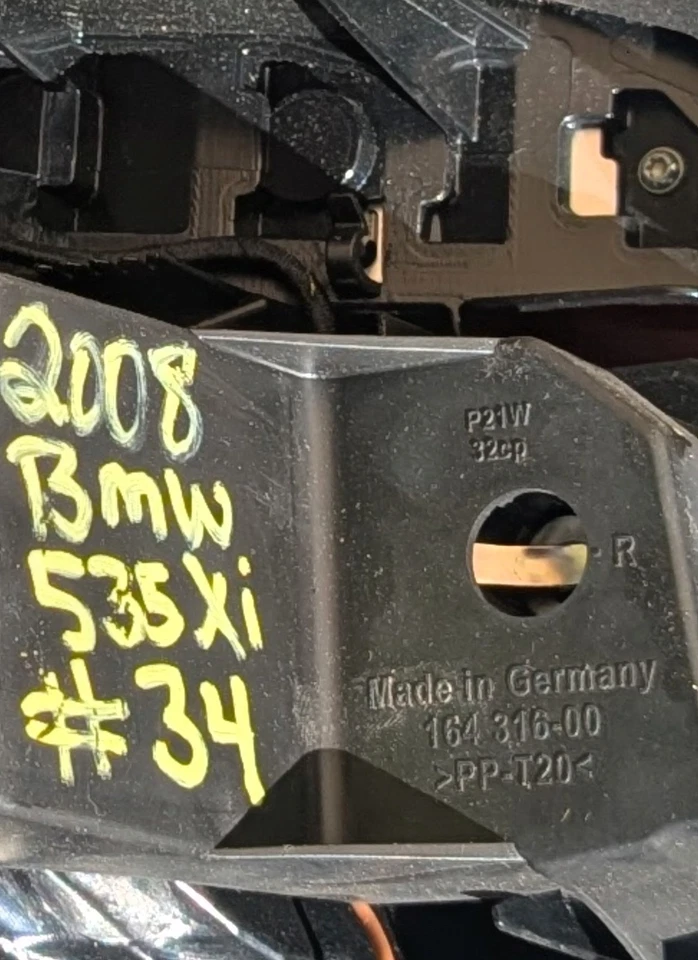 2008
Bmw
535xi
#34
P21W
32cp
R
Made in Germany
164 316-00
>PP-T20<